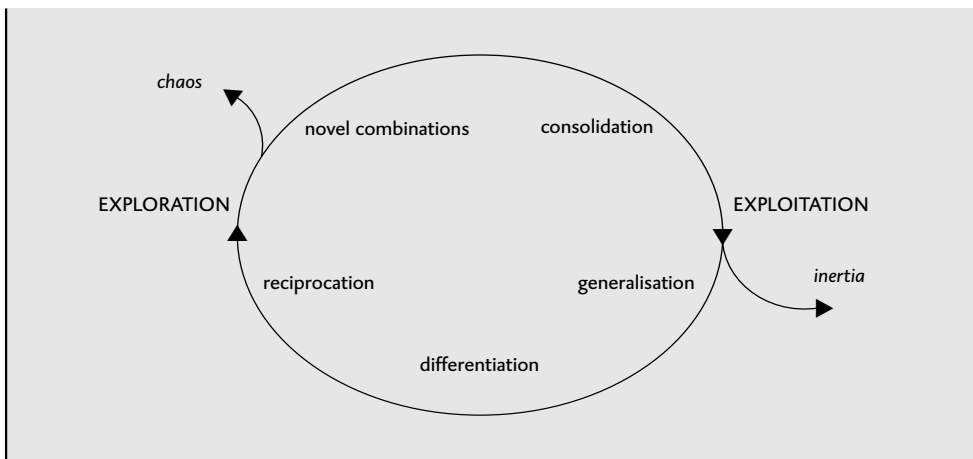 chaos
novel combinations
consolidation
EXPLORATION
EXPLOITATION
reciprocation
generalisation
inertia
differentiation